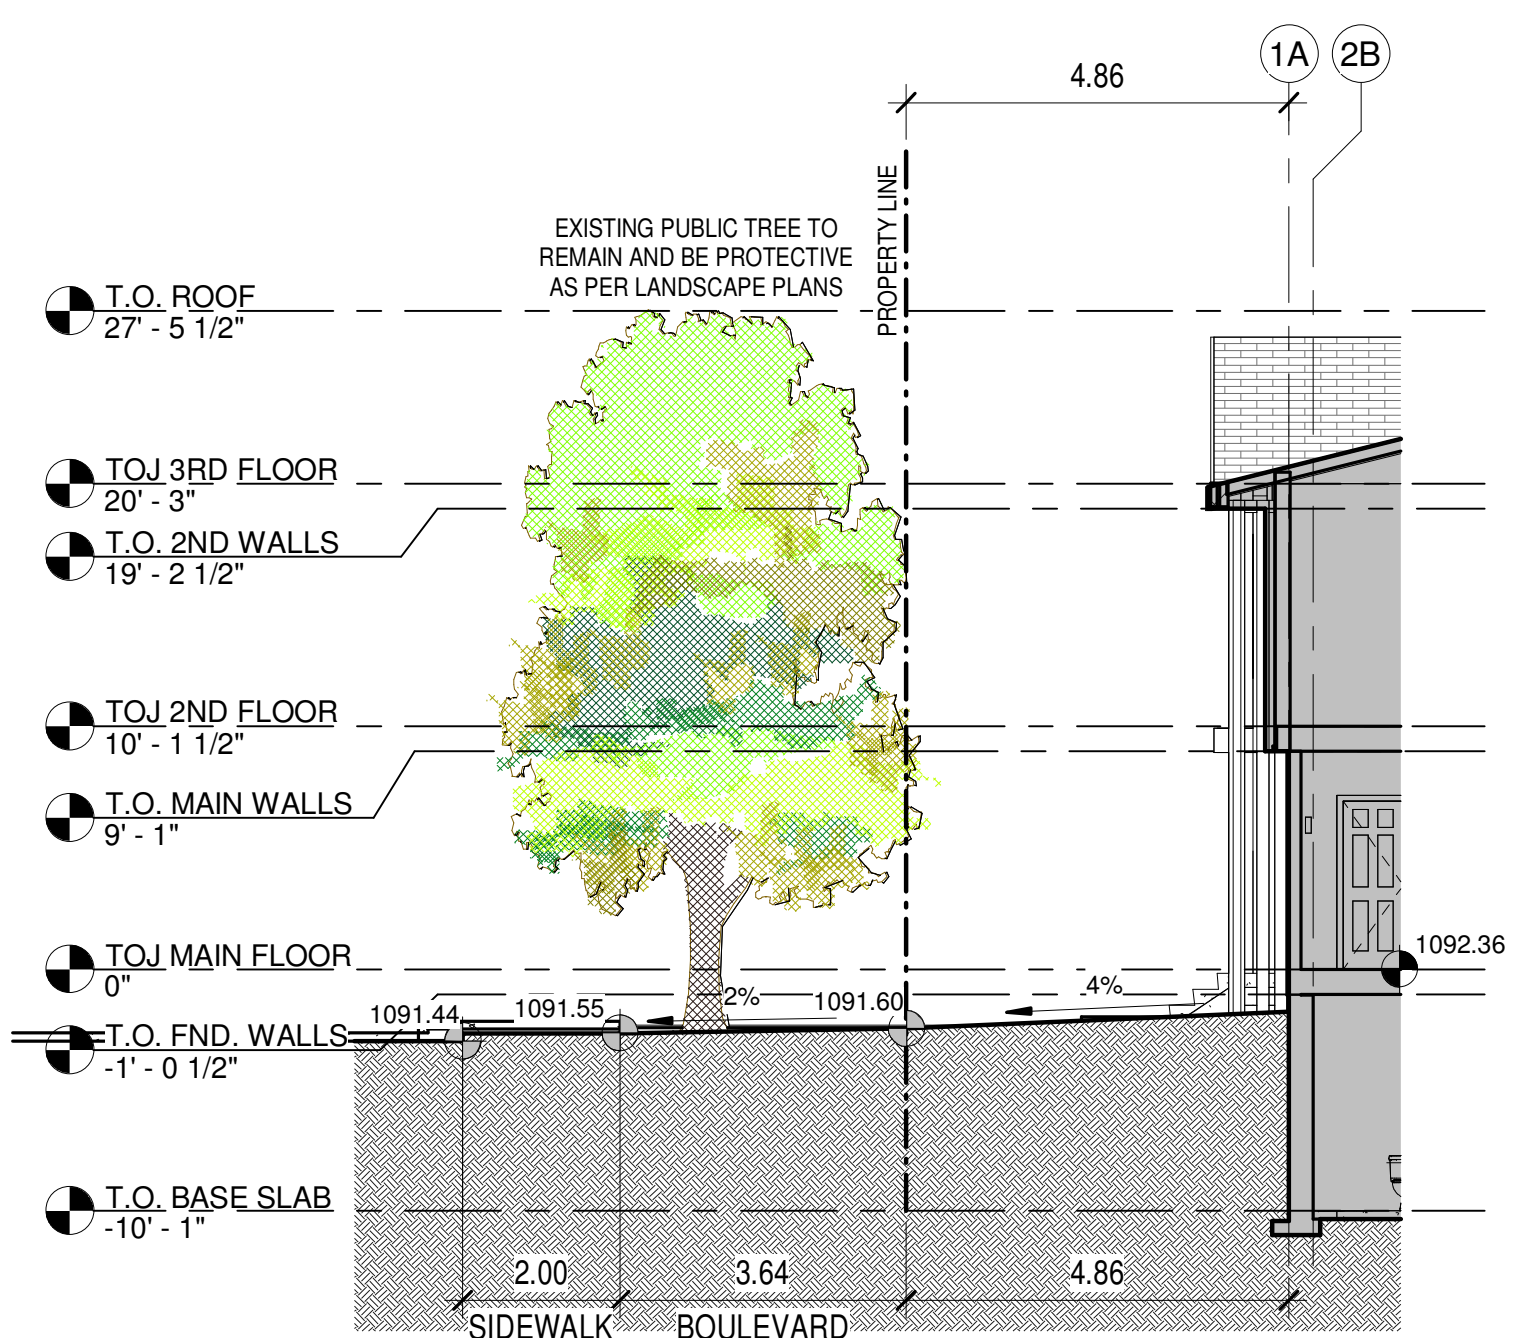 1A
2B
4.86
PROPERTY LINE
EXISTING PUBLIC TREE TO
REMAIN AND BE PROTECTIVE
AS PER LANDSCAPE PLANS
T.O. ROOF
27' - 5 1/2"
TOJ 3RD FLOOR
20' - 3"
T.O. 2ND WALLS
19' - 2 1/2"
TOJ 2ND FLOOR
10' - 1 1/2"
T.O. MAIN WALLS
9' - 1"
TOJ MAIN FLOOR
0"
1092.36
1091.44
1091.55
2%
1091.60
4%
T.O. FND. WALLS
-1' - 0 1/2"
T.O. BASE SLAB
-10' - 1"
2.00
3.64
4.86
SIDEWALK
BOULEVARD